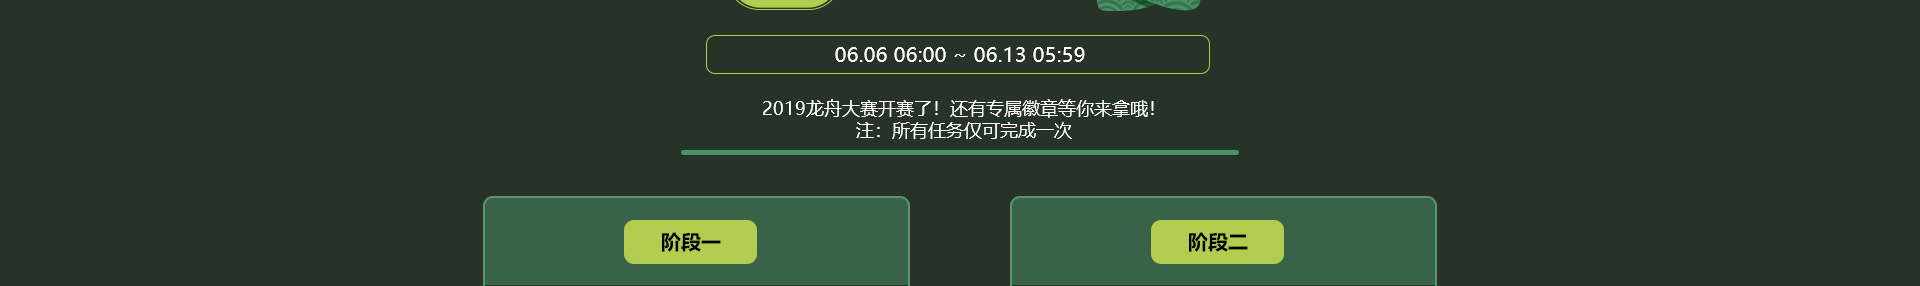 06.06 06:00 ~ 06.13 05:59
2019龙舟大赛开赛了！还有专属徽章等你来拿哦！
注：所有任务仅可完成一次
阶段一
阶段二